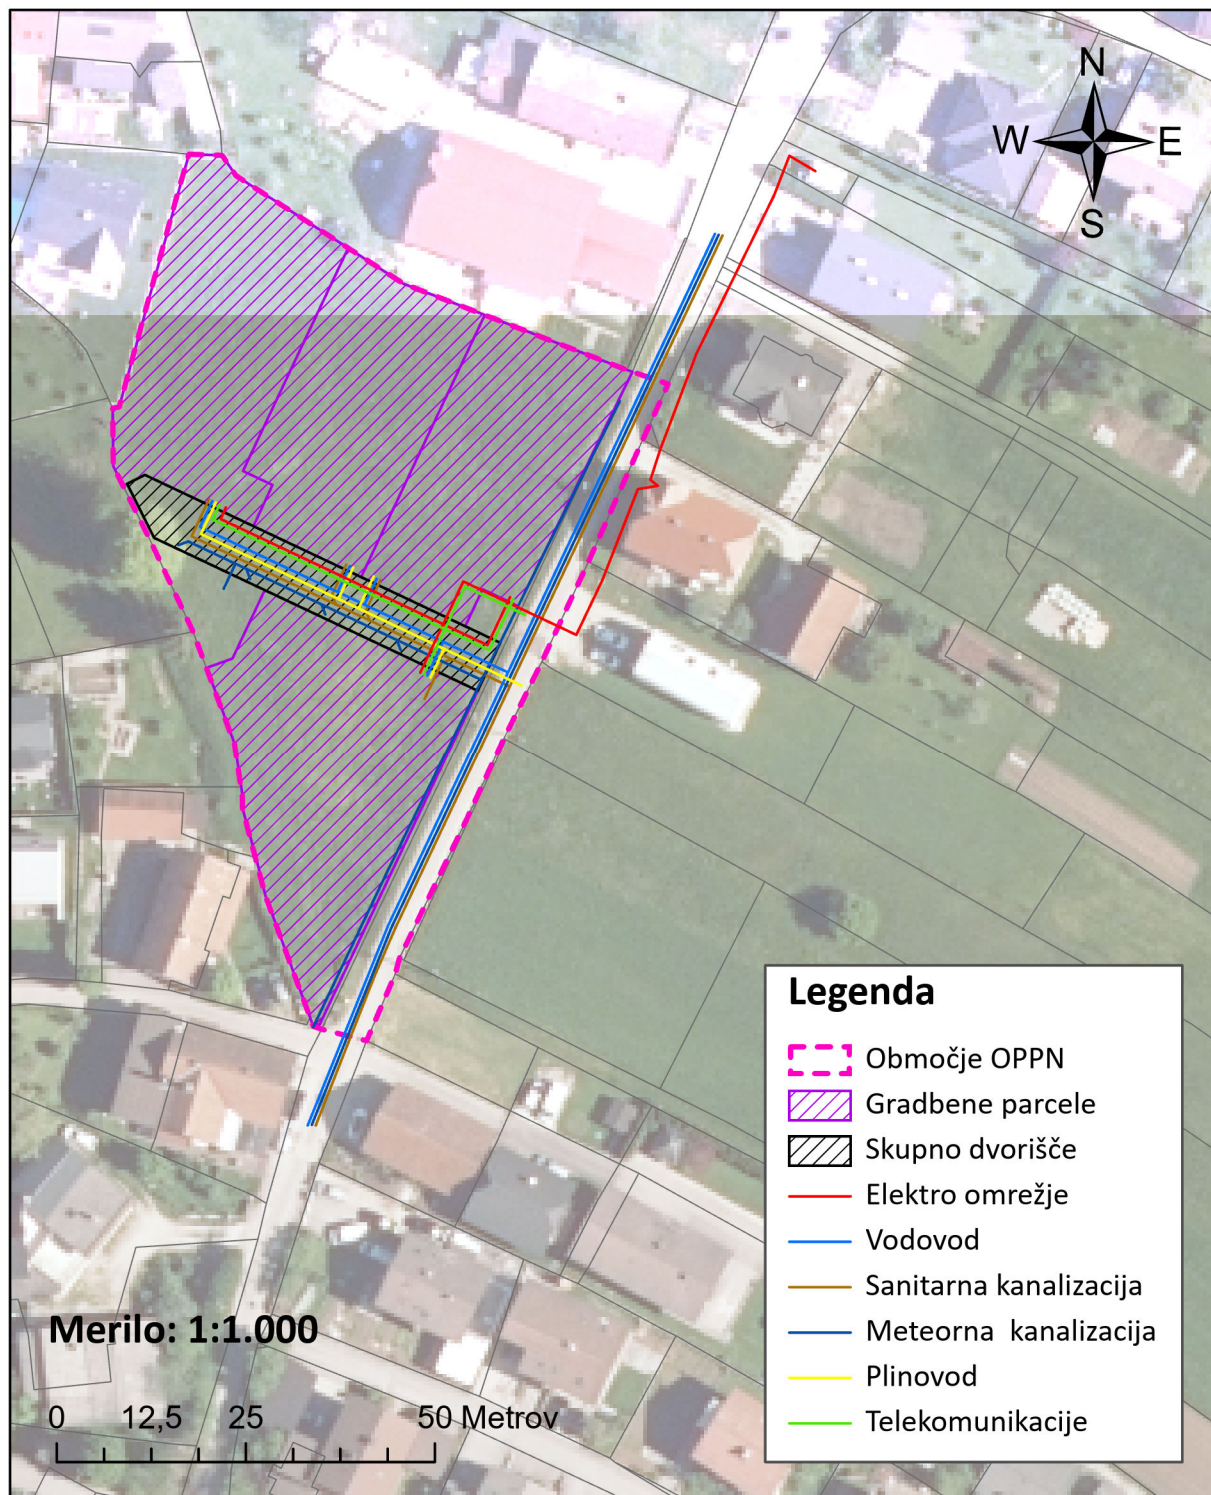 N
W E
S
Legenda
Območje OPPN
Gradbene parcele
Skupno dvorišče
Elektro omrežje
Vodovod
Sanitarna kanalizacija
Meteorna kanalizacija
Plinovod
Telekomunikacije
Merilo: 1:1.000
0 12,5 25 50 Metrov